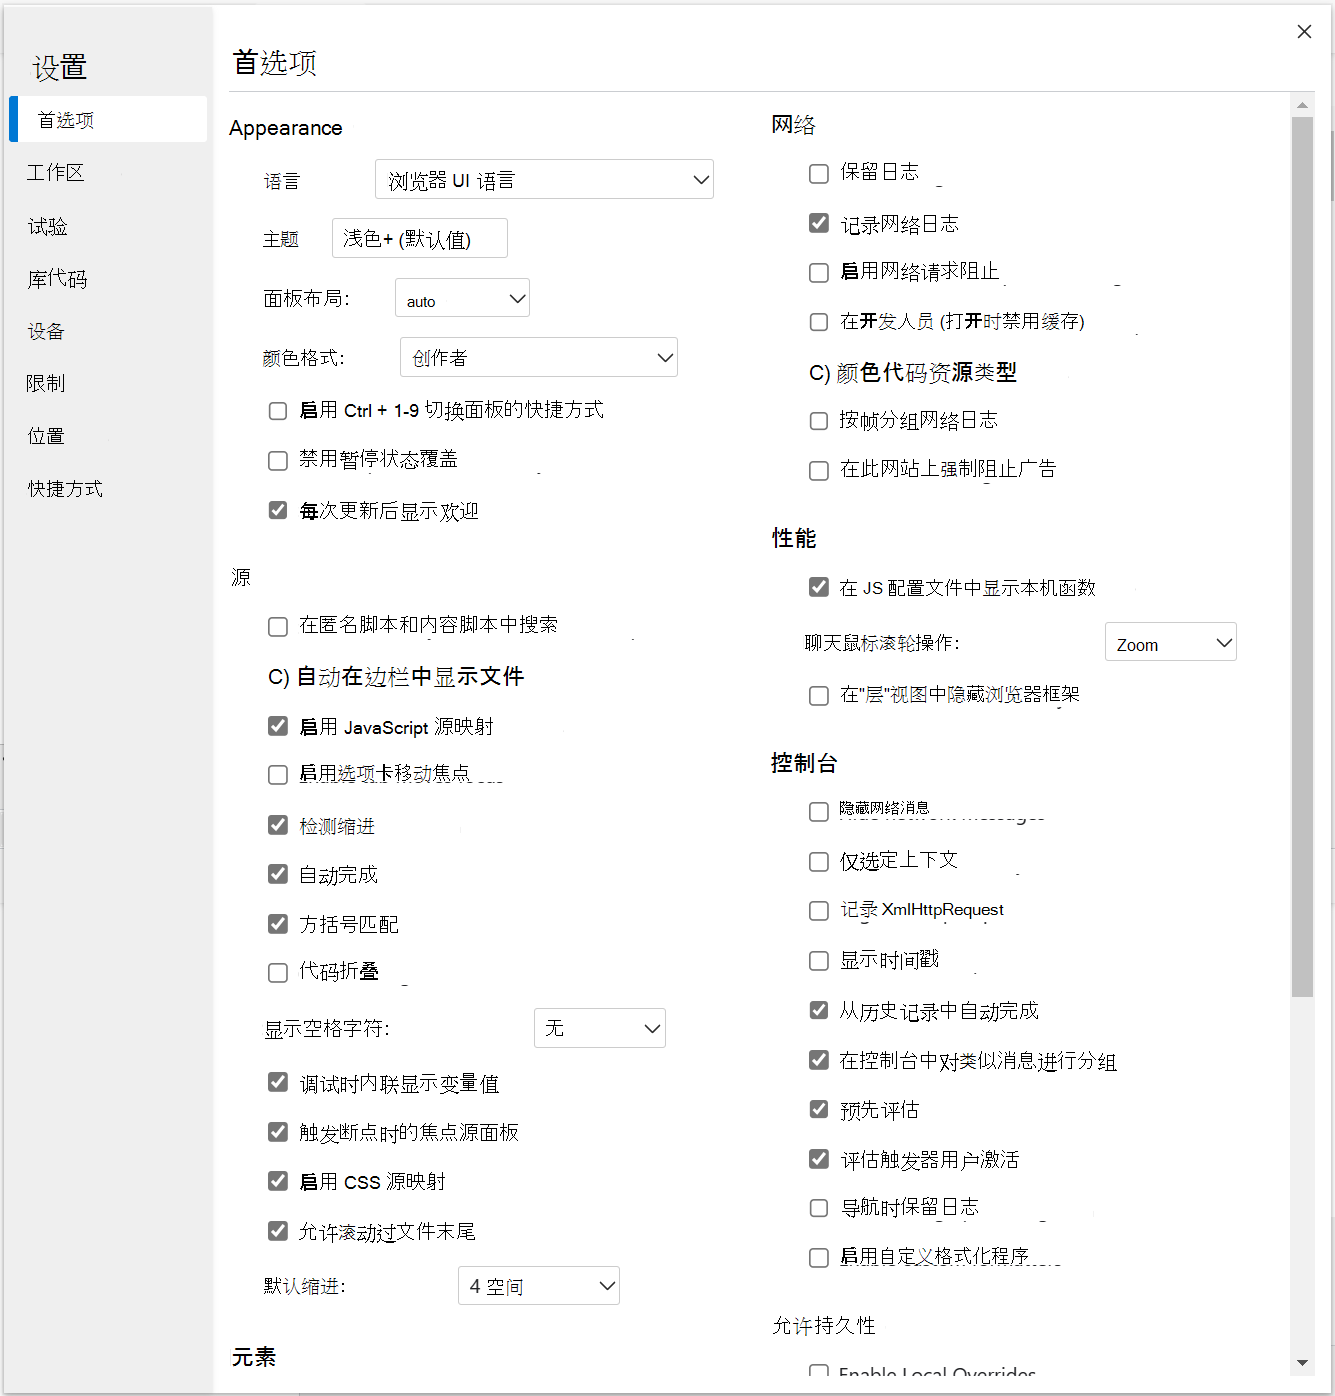 设置
首选项
工作区
试验
库代码
设备
限制
位置
快捷方式
首选项
Appearance
语言
浏览器 UI 语言
主题
浅色+ (默认值)
面板布局:
auto
颜色格式:
创作者
启用 Ctrl + 1-9 切换面板的快捷方式
禁用暂停状态覆盖
每次更新后显示欢迎
源
在匿名脚本和内容脚本中搜索
C) 自动在边栏中显示文件
启用 JavaScript 源映射
启用选项卡移动焦点
检测缩进
自动完成
方括号匹配
代码折叠
显示空格字符:
无
调试时内联显示变量值
触发断点时的焦点源面板
启用 CSS 源映射
允许滚动过文件末尾
默认缩进:
4 空间
元素
网络
保留日志
记录网络日志
启用网络请求阻止
在开发人员 (打开时禁用缓存)
C) 颜色代码资源类型
按帧分组网络日志
在此网站上强制阻止广告
性能
在 JS 配置文件中显示本机函数
聊天鼠标滚轮操作:
Zoom
在"层"视图中隐藏浏览器框架
控制台
隐藏网络消息
仅选定上下文
记录 XmlHttpRequest
显示时间戳
从历史记录中自动完成
在控制台中对类似消息进行分组
预先评估
评估触发器用户激活
导航时保留日志
启用自定义格式化程序
允许持久性
Enable Local Overrides